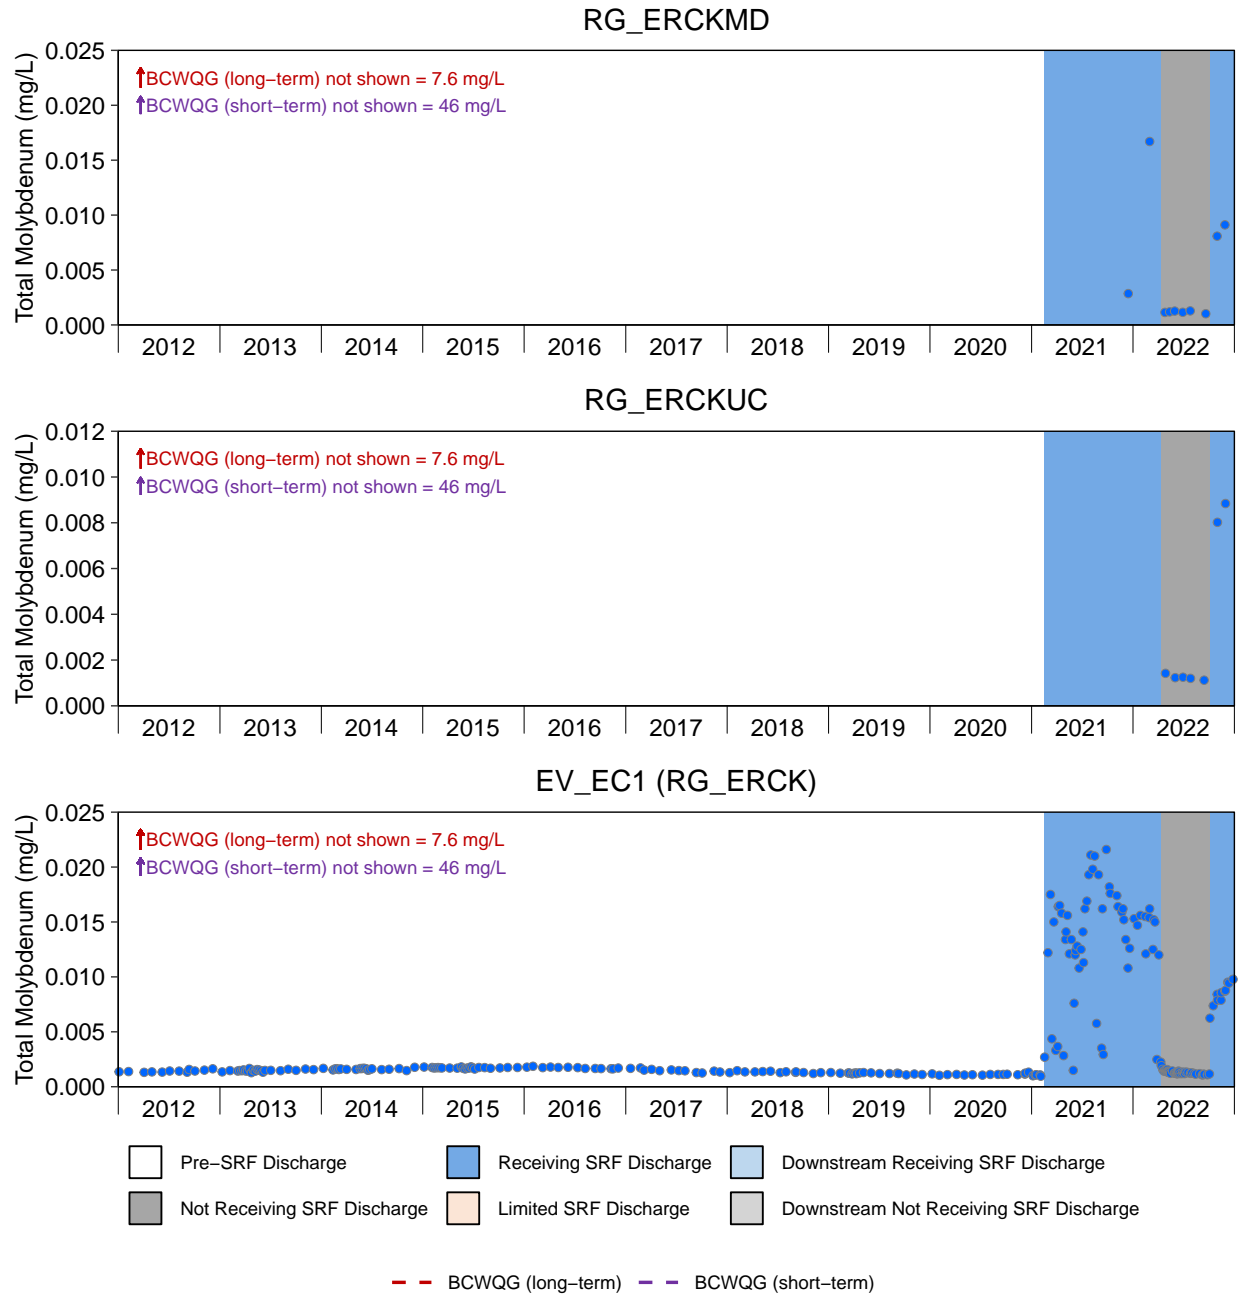 RG_ERCKMD
Total Molybdenum (mg/L)
0.025
0.020
0.015
0.010
0.005
0.000
↑BCWQG (long−term) not shown = 7.6 mg/L
↑BCWQG (short−term) not shown = 46 mg/L
2012 2013 2014 2015 2016 2017 2018 2019 2020 2021 2022
RG_ERCKUC
Total Molybdenum (mg/L)
0.012
0.010
0.008
0.006
0.004
0.002
0.000
↑BCWQG (long−term) not shown = 7.6 mg/L
↑BCWQG (short−term) not shown = 46 mg/L
2012 2013 2014 2015 2016 2017 2018 2019 2020 2021 2022
EV_EC1 (RG_ERCK)
Total Molybdenum (mg/L)
0.025
0.020
0.015
0.010
0.005
0.000
↑BCWQG (long−term) not shown = 7.6 mg/L
↑BCWQG (short−term) not shown = 46 mg/L
2012 2013 2014 2015 2016 2017 2018 2019 2020 2021 2022
Pre−SRF Discharge Receiving SRF Discharge Downstream Receiving SRF Discharge
Not Receiving SRF Discharge Limited SRF Discharge Downstream Not Receiving SRF Discharge
BCWQG (long−term) BCWQG (short−term)